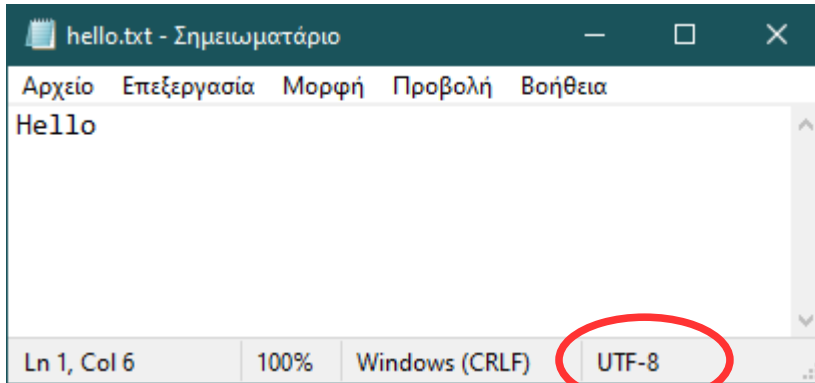 hello.txt - Σημειωματάριο
Αρχείο Επεξεργασία Μορφή Προβολή Βοήθεια
Hello
Ln 1, Col 6 100% Windows (CRLF) UTF-8